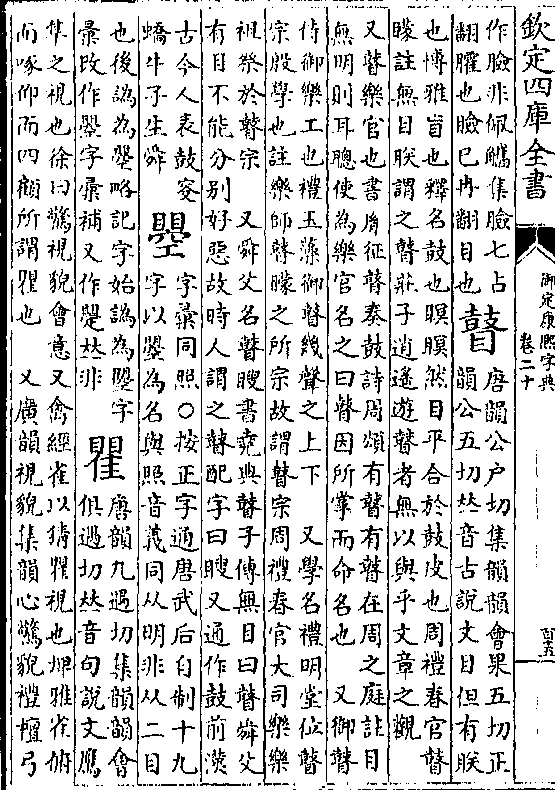 欽定四庫全書
御定康熙字典
卷二十
百五
作臉非佩觿集臉七占
翻臛也臉巳冉翻目也
瞽
唐韻公户切集韻韻會果五切正
韻公五切𠀤音古說文目但有䀼
也博雅盲也釋名鼓也瞑瞑然目平合於鼓皮也周禮春官瞽
矇註無目䀼謂之瞽莊子逍遙遊瞽者無以與乎文章之觀
又瞽樂官也書𦙍征瞽奏鼓詩周頌有瞽有瞽在周之庭註目
無明則耳聰使為樂官名之曰瞽因所掌而命名也 又御瞽
侍御樂工也禮玉藻御瞽幾聲之上下 又學名禮明堂位瞽
宗殷學也註樂師瞽矇之所宗故謂瞽宗周禮春官大司樂樂
祖祭於瞽宗 又舜父名瞽瞍書堯典瞽子傳無目曰瞽舜父
有目不能分别好惡故時人謂之瞽配字曰瞍又通作鼓前漢
古今人表鼓叜
蟜牛子生舜
瞾
字彙同照○按正字通唐武后自制十九
字以瞾為名與照音義同从明非从二目
也後譌為瞾略記字始譌為曌字
彙攺作瞾字彙補又作曌𠀤非
瞿
唐韻九遇切集韻韻會
俱遇切𠀤音句說文鷹
隼之視也徐曰驚視貌會意又禽經雀以猜瞿視也埤雅雀俯
而啄仰而四顧所謂瞿也 又廣韻視貌集韻心驚貌禮檀弓